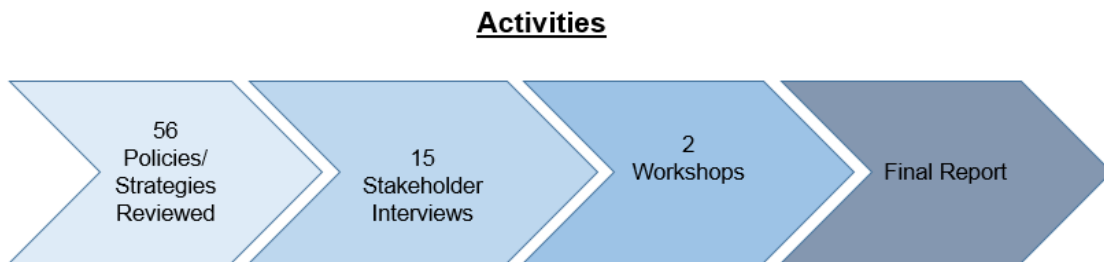 Activities
56
Policies/
Strategies
Reviewed
15
Stakeholder
Interviews
2
Workshops
Final Report